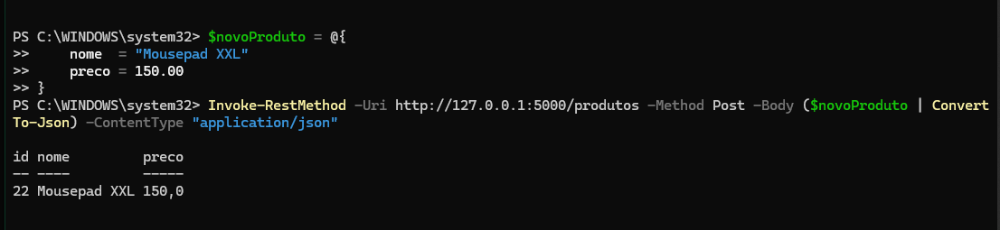 PS C:\WINDOWS\system32> $novoProduto = @{
>>     nome  = "Mousepad XXL"
>>     preco = 150.00
>> }
PS C:\WINDOWS\system32> Invoke-RestMethod -Uri http://127.0.0.1:5000/produtos -Method Post -Body ($novoProduto | Convert
To-Json) -ContentType "application/json"
id nome         preco
-- ----         -----
22 Mousepad XXL 150,0